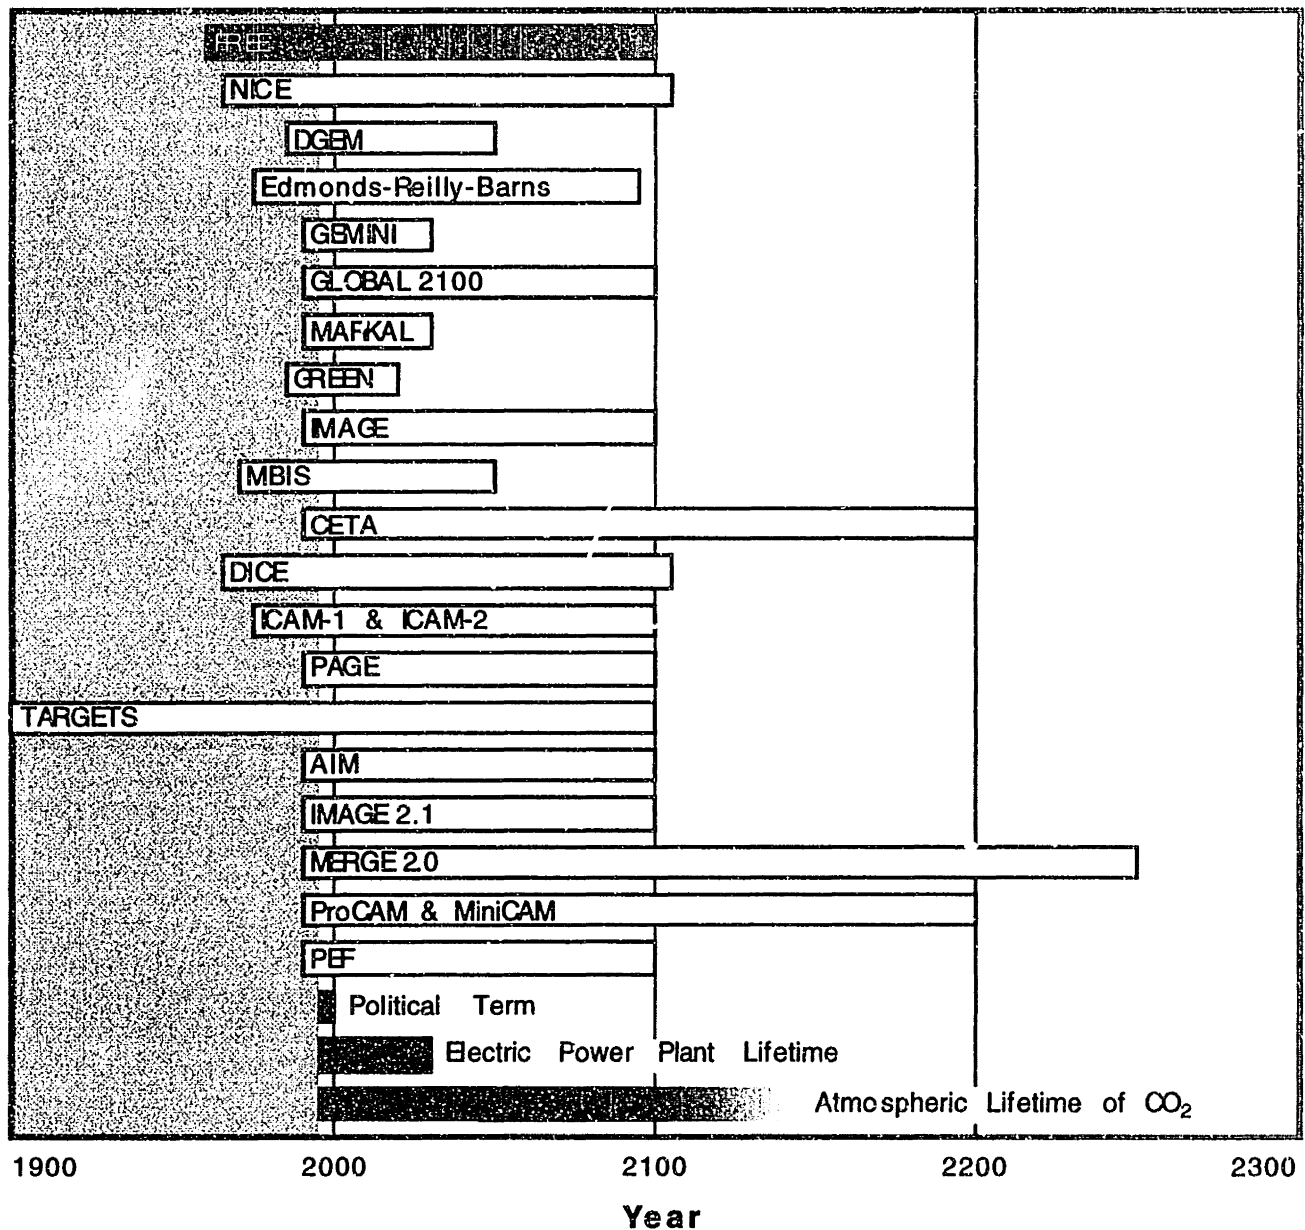 NICE
DGEM
Edmonds-Reilly-Barns
GEMINI
GLOBAL 2100
MARKAL
GREEN
IMAGE
MBIS
CETA
DICE
ICAM-1 & ICAM-2
PAGE
TARGETS
AIM
IMAGE 2.1
MERGE 2.0
ProCAM & MiniCAM
PEF
Political Term
Electric Power Plant Lifetime
Atmospheric Lifetime of CO₂
1900 2000 2100 2200 2300
Year